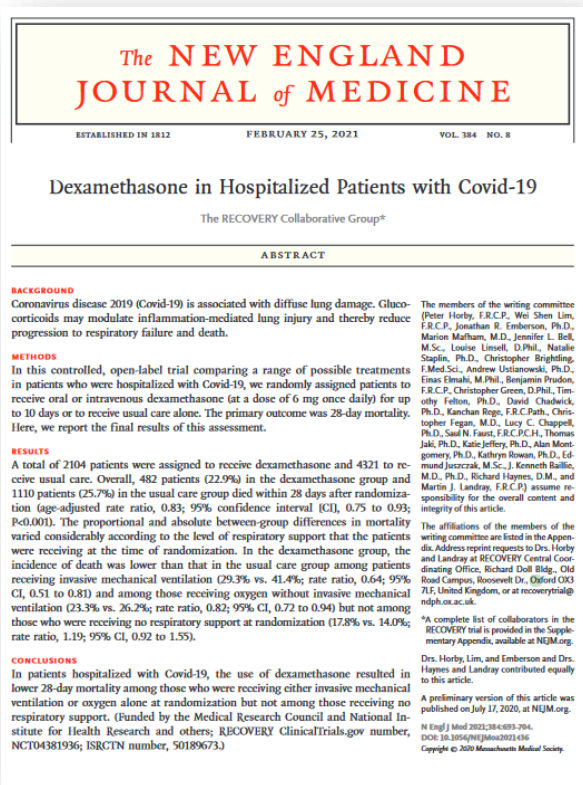 The NEW ENGLAND
JOURNAL of MEDICINE
ESTABLISHED IN 1812
FEBRUARY 25, 2021
VOL. 384 NO. 8
Dexamethasone in Hospitalized Patients with Covid-19
The RECOVERY Collaborative Group*
ABSTRACT
BACKGROUND
Coronavirus disease 2019 (Covid-19) is associated with diffuse lung damage. Gluco-
corticoids may modulate inflammation-mediated lung injury and thereby reduce
progression to respiratory failure and death.
METHODS
In this controlled, open-label trial comparing a range of possible treatments
in patients who were hospitalized with Covid-19, we randomly assigned patients to
receive oral or intravenous dexamethasone (at a dose of 6 mg once daily) for up
to 10 days or to receive usual care alone. The primary outcome was 28-day mortality.
Here, we report the final results of this assessment.
RESULTS
A total of 2104 patients were assigned to receive dexamethasone and 4321 to re-
ceive usual care. Overall, 482 patients (22.9%) in the dexamethasone group and
1110 patients (25.7%) in the usual care group died within 28 days after randomiza-
tion (age-adjusted rate ratio, 0.83; 95% confidence interval [CI], 0.75 to 0.93;
P<0.001). The proportional and absolute between-group differences in mortality
varied considerably according to the level of respiratory support that the patients
were receiving at the time of randomization. In the dexamethasone group, the
incidence of death was lower than that in the usual care group among patients
receiving invasive mechanical ventilation (29.3% vs. 41.4%; rate ratio, 0.64; 95%
CI, 0.51 to 0.81) and among those receiving oxygen without invasive mechanical
ventilation (23.3% vs. 26.2%; rate ratio, 0.82; 95% CI, 0.72 to 0.94) but not among
those who were receiving no respiratory support at randomization (17.8% vs. 14.0%;
rate ratio, 1.19; 95% CI, 0.92 to 1.55).
CONCLUSIONS
In patients hospitalized with Covid-19, the use of dexamethasone resulted in
lower 28-day mortality among those who were receiving either invasive mechanical
ventilation or oxygen alone at randomization but not among those receiving no
respiratory support. (Funded by the Medical Research Council and National In-
stitute for Health Research and others; RECOVERY ClinicalTrials.gov number,
NCT04381936; ISRCTN number, 50189673.)
The members of the writing committee
(Peter Horby, F.R.C.P., Wei Shen Lim,
F.R.C.P., Jonathan R. Emberson, Ph.D.,
Marion Mafham, M.D., Jennifer L. Bell,
M.Sc., Louise Linsell, D.Phil., Natalie
Staplin, Ph.D., Christopher Brightling,
F.Med.Sci., Andrew Ustianowski, Ph.D.,
Einas Elmahi, M.Phil., Benjamin Prudon,
F.R.C.P., Christopher Green, D.Phil., Tim-
othy Felton, Ph.D., David Chadwick,
Ph.D., Kanchan Rege, F.R.C.Path., Chris-
topher Fegan, M.D., Lucy C. Chappell,
Ph.D., Saul N. Faust, F.R.C.P.C.H., Thomas
Jaki, Ph.D., Katie Jeffery, Ph.D., Alan Mont-
gomery, Ph.D., Kathryn Rowan, Ph.D., Ed-
mund Juszczak, M.Sc., J. Kenneth Baillie,
M.D., Ph.D., Richard Haynes, D.M., and
Martin J. Landray, F.R.C.P.) assume re-
sponsibility for the overall content and
integrity of this article.
The affiliations of the members of the
writing committee are listed in the Appen-
dix. Address reprint requests to Drs. Horby
and Landray at RECOVERY Central Coor-
dinating Office, Richard Doll Bldg., Old
Road Campus, Roosevelt Dr., Oxford OX3
7LF, United Kingdom, or at recoverytrial@
ndph.ox.ac.uk.
*A complete list of collaborators in the
RECOVERY trial is provided in the Supple-
mentary Appendix, available at NEJM.org.
Drs. Horby, Lim, and Emberson and Drs.
Haynes and Landray contributed equally
to this article.
A preliminary version of this article was
published on July 17, 2020, at NEJM.org.
N Engl J Med 2021;384:693-704.
DOI: 10.1056/NEJMoa2021436
Copyright © 2020 Massachusetts Medical Society.